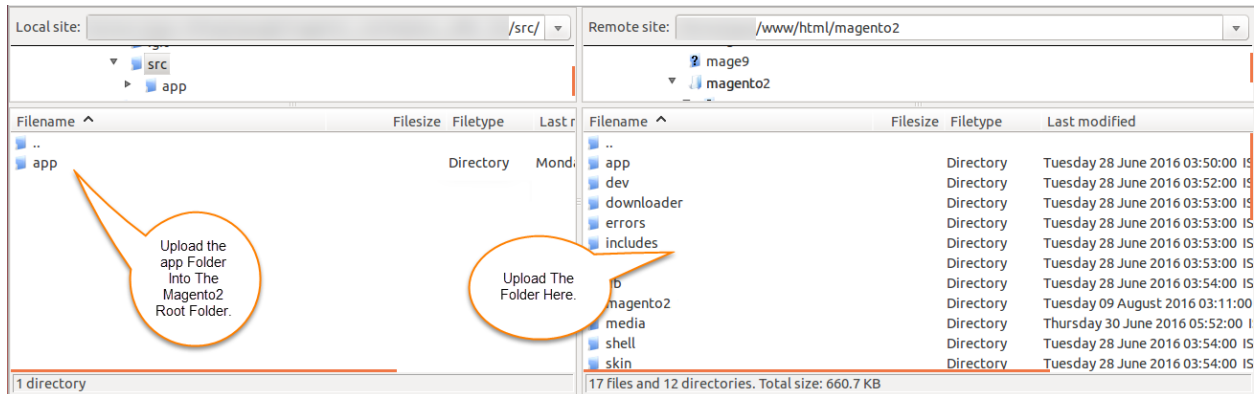 Local site: /src/
src
app
Filename Filesize Filetype
..
app Directory
Upload the
app Folder
Into The
Magento2
Root Folder.
1 directory
Remote site: /www/html/magento2
mage9
magento2
Filename Filesize Filetype Last modified
..
app Directory Tuesday 28 June 2016 03:50:00
dev Directory Tuesday 28 June 2016 03:52:00
downloader Directory Tuesday 28 June 2016 03:53:00
errors Directory Tuesday 28 June 2016 03:53:00
includes Directory Tuesday 28 June 2016 03:53:00
Directory Tuesday 28 June 2016 03:53:00
Directory Tuesday 28 June 2016 03:54:00
magento2 Directory Tuesday 09 August 2016 03:11:00
media Directory Thursday 30 June 2016 05:52:00
shell Directory Tuesday 28 June 2016 03:54:00
skin Directory Tuesday 28 June 2016 03:54:00
Upload The
Folder Here.
17 files and 12 directories. Total size: 660.7 KB